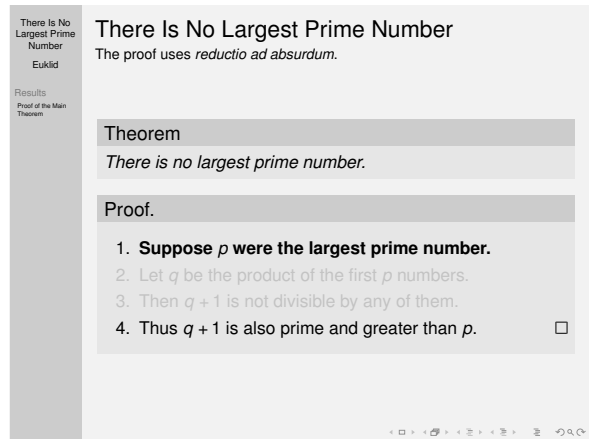 There Is No
Largest Prime
Number
Euklid
Results
Proof of the Main
Theorem
There Is No Largest Prime Number
The proof uses reductio ad absurdum.
Theorem
There is no largest prime number.
Proof.
1. Suppose p were the largest prime number.
2. Let q be the product of the first p numbers.
3. Then q + 1 is not divisible by any of them.
4. Thus q + 1 is also prime and greater than p. □